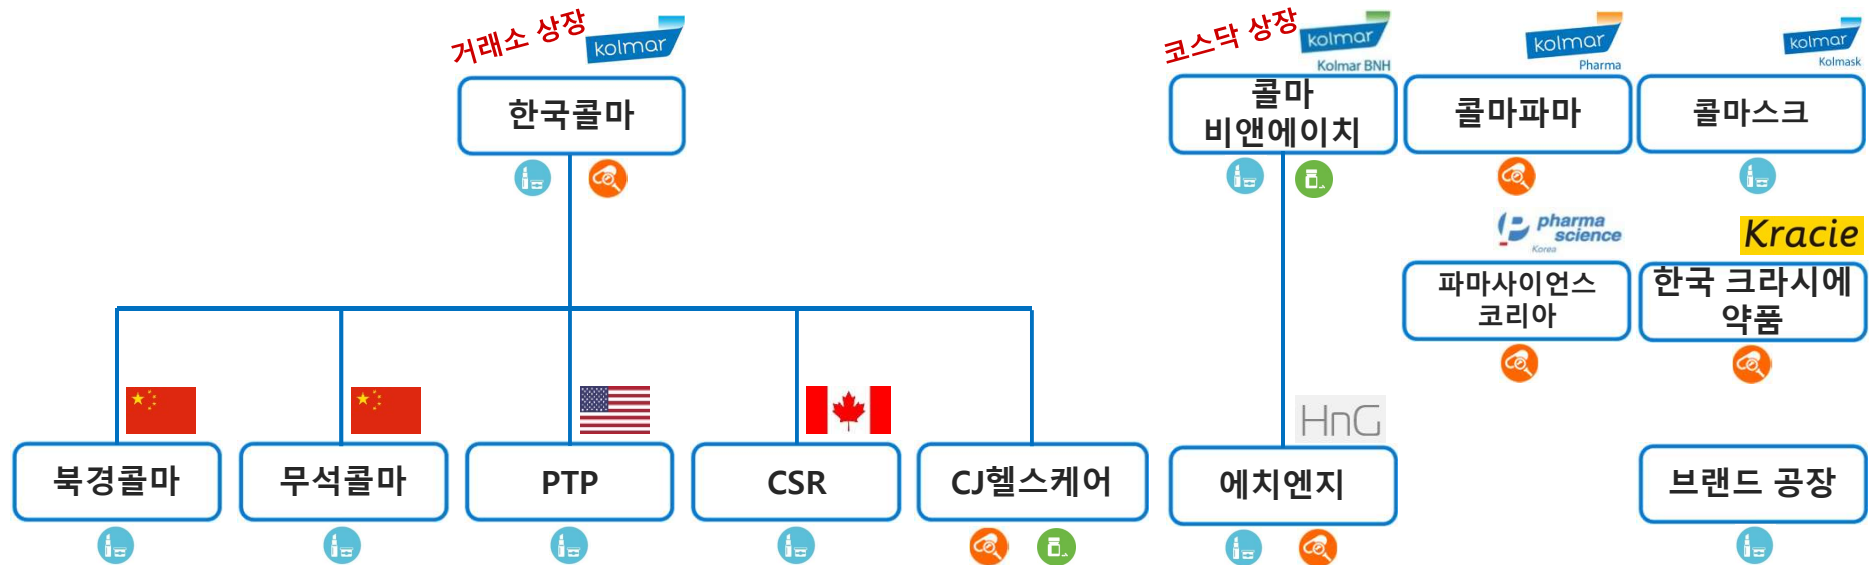 거래소 상장
kolmar
한국콜마
코스닥 상장
kolmar
Kolmar BNH
콜마
비앤에이치
kolmar
Pharma
콜마파마
kolmar
Kolmask
콜마스크
pharma
science
Korea
파마사이언스
코리아
Kracie
한국 크라시에
약품
북경콜마
무석콜마
PTP
CSR
CJ헬스케어
HnG
에치엔지
브랜드 공장